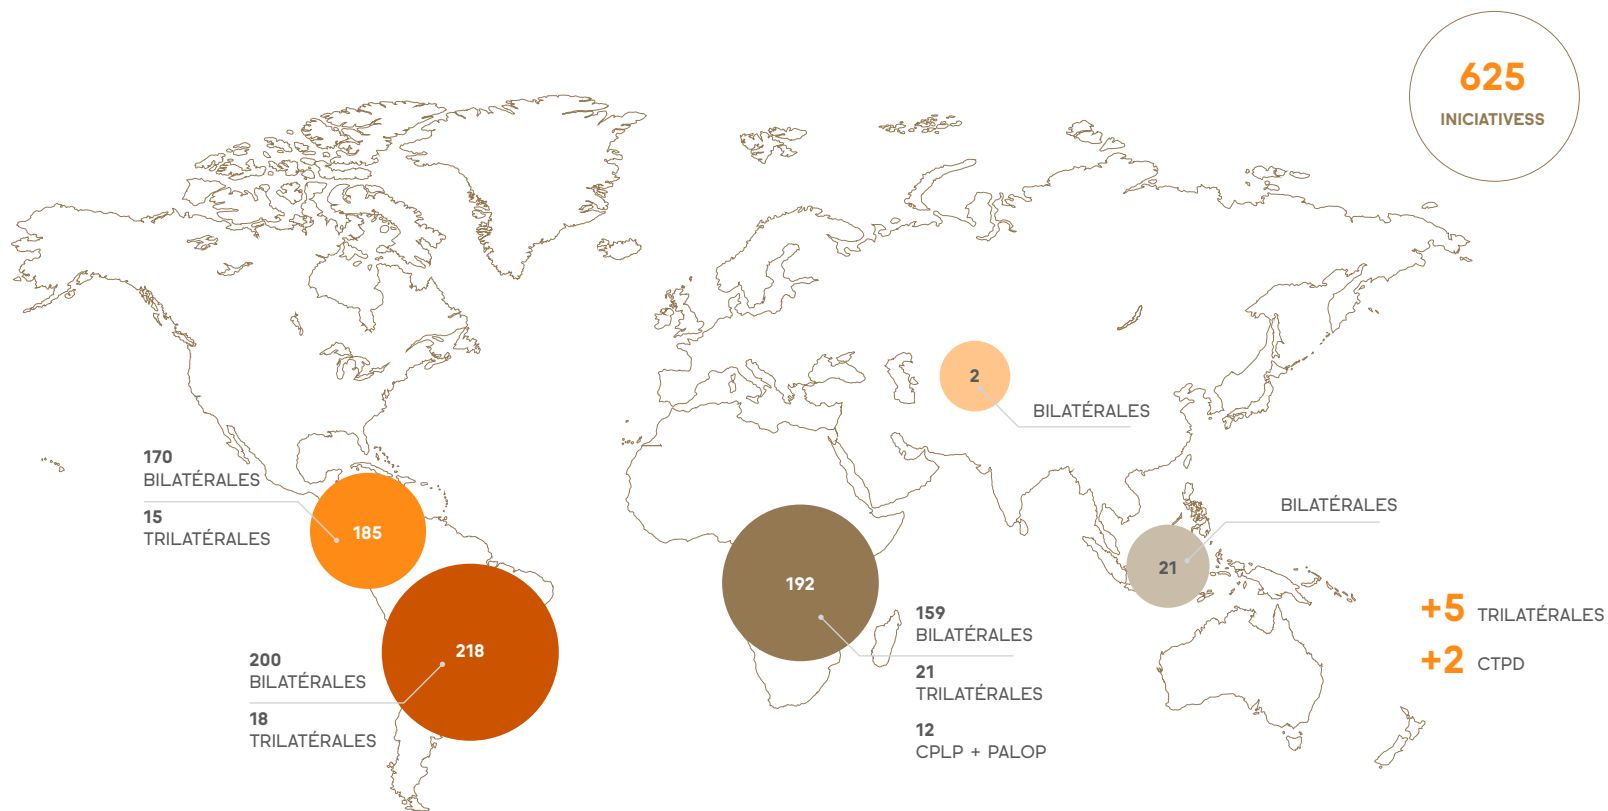 625
INICIATIVESS
2
BILATÉRALES
170
BILATÉRALES
15
TRILATÉRALES
185
BILATÉRALES
21
192
159
BILATÉRALES
21
TRILATÉRALES
12
CPLP + PALOP
218
200
BILATÉRALES
18
TRILATÉRALES
+5 TRILATÉRALES
+2 CTPD